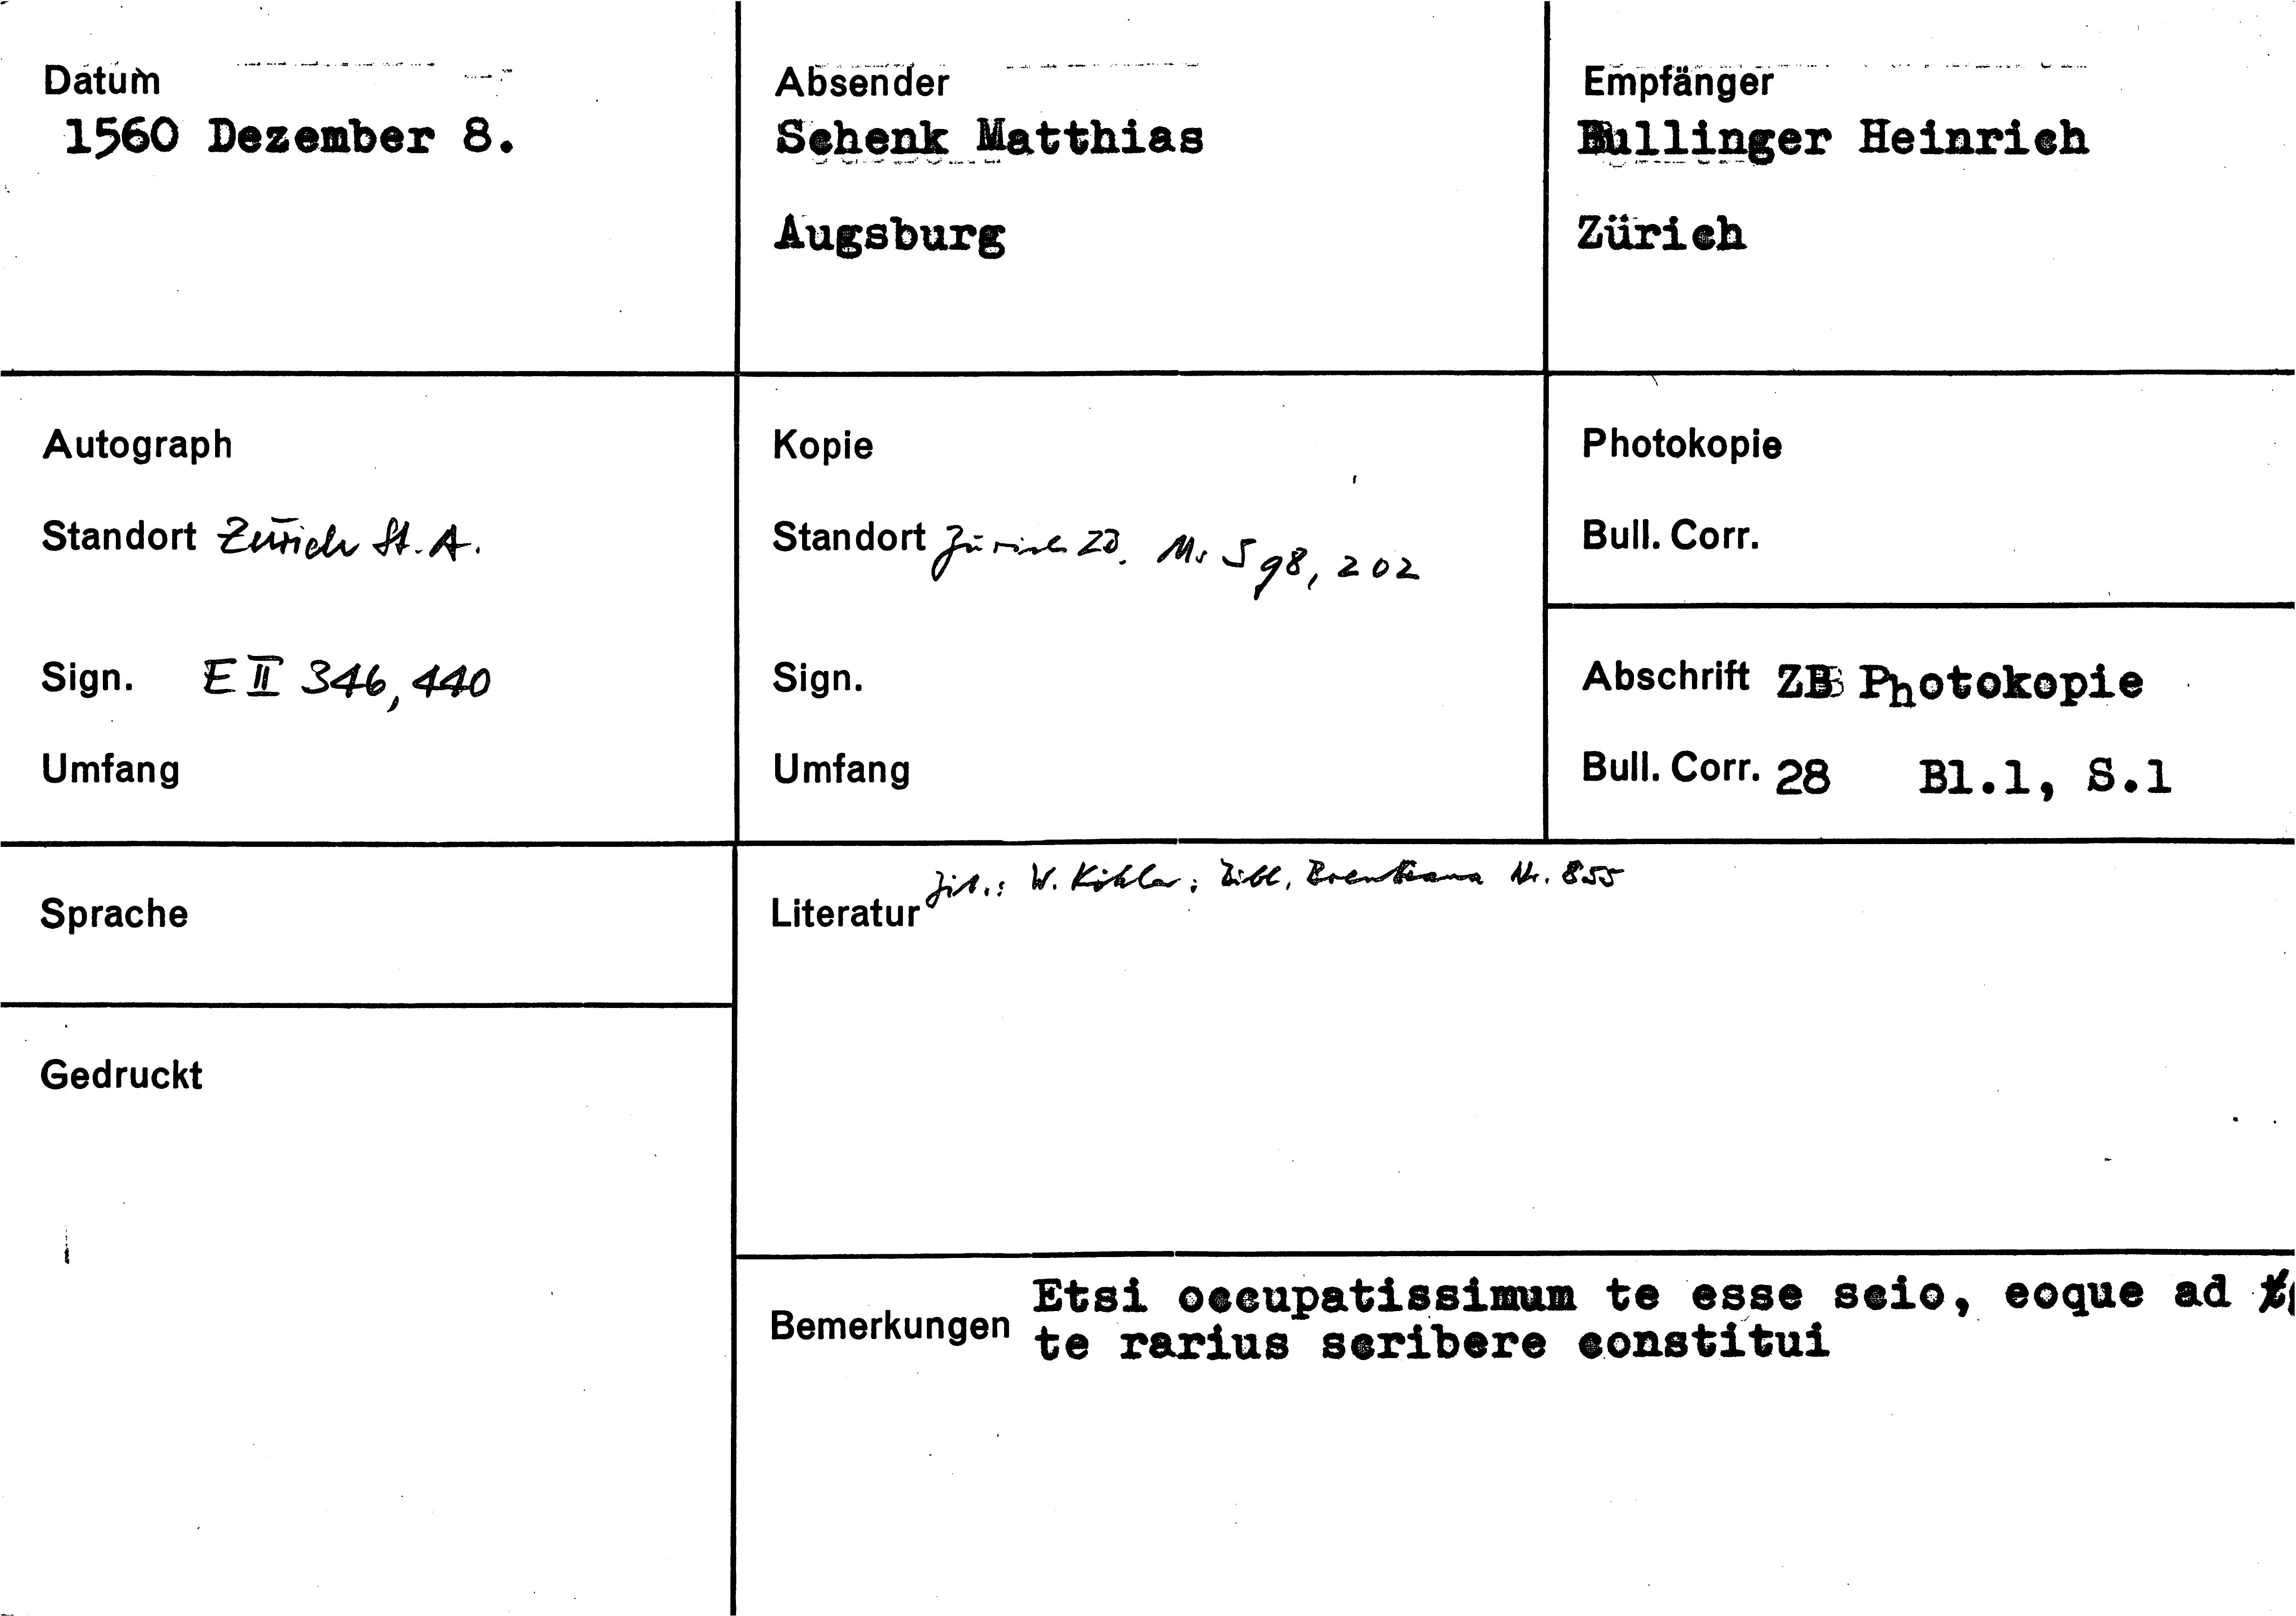 Datum
1560 Dezember 8.
Absender
Schenk Matthias
Augsburg
Empfänger
Bullinger Heinrich
Zürich
Autograph
Standort Zürich St. A.
Sign. E II 346, 440
Umfang
Kopie
Standort Zürich ZB. Ms S 98, 202
Sign.
Umfang
Photokopie
Bull. Corr.
Abschrift ZB Photokopie
Bull. Corr. 28 Bl.1, S.1
Sprache
Gedruckt
Literatur zit.: W. Köhler, Bibl. Brentiana Nr. 855
Bemerkungen Etsi occupatissimum te esse scio, eoque ad
te rarius scribere constitui